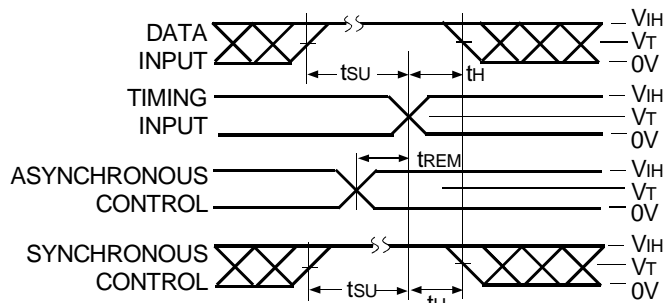 DATA INPUT
tSU
tH
VIH
VT
0V
TIMING INPUT
VIH
VT
0V
tREM
ASYNCHRONOUS CONTROL
VIH
VT
0V
SYNCHRONOUS CONTROL
tSU
tH
VIH
VT
0V